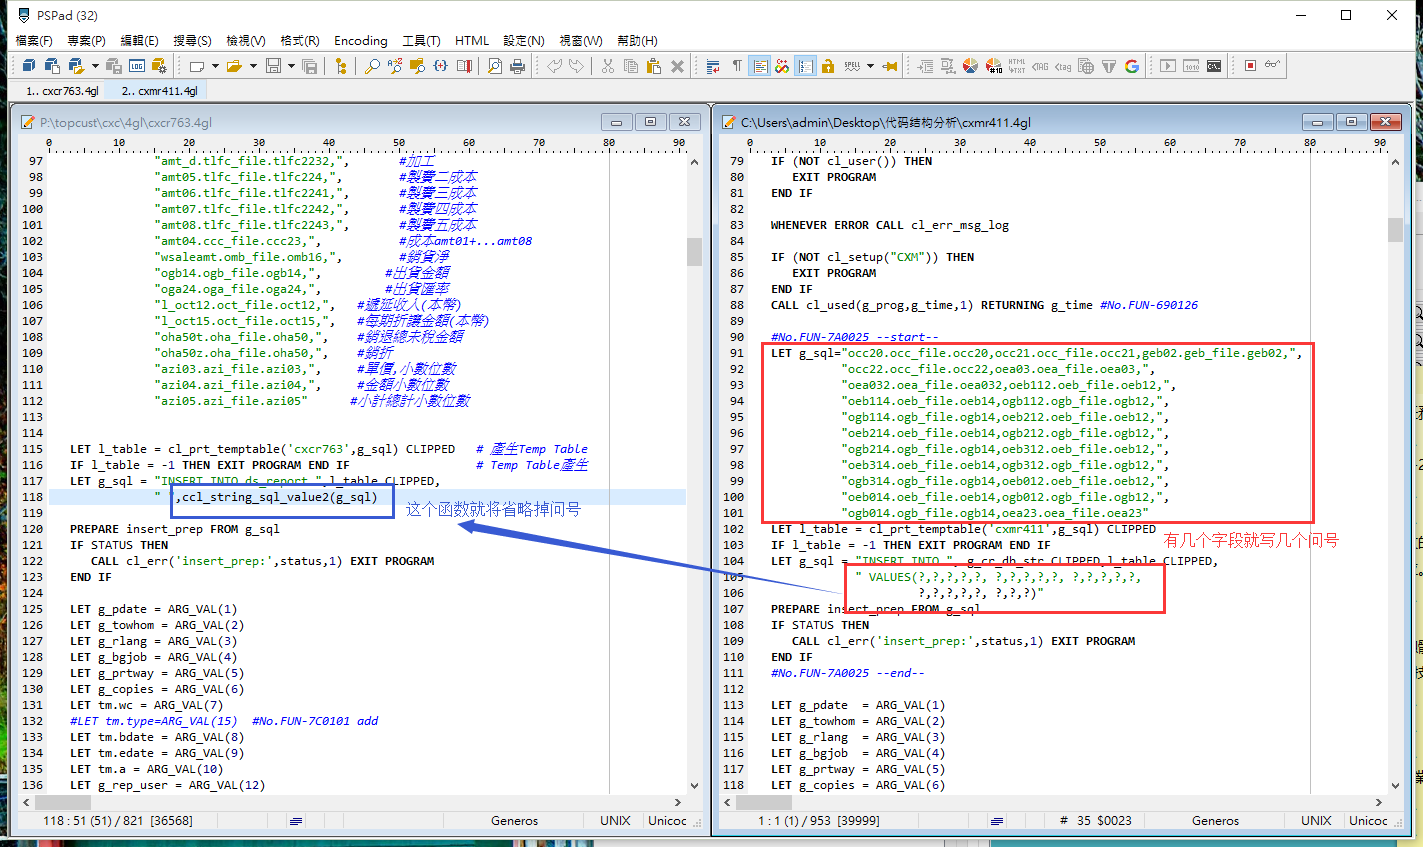 PSPad (32)
檔案(F) 專案(P) 編輯(E) 搜尋(S) 檢視(V) 格式(R) Encoding 工具(T) HTML 設定(N) 視窗(W) 幫助(H)
1.. cxcr763.4gl 2.. cxmr411.4gl
P:\topcust\cxc\4gl\cxcr763.4gl
0 10 20 30 40 50 60 70 80 90
97 "amt_d.tlfc_file.tlfc2232,", #加工
98 "amt05.tlfc_file.tlfc224,", #製費二成本
99 "amt06.tlfc_file.tlfc2241,", #製費三成本
100 "amt07.tlfc_file.tlfc2242,", #製費四成本
101 "amt08.tlfc_file.tlfc2243,", #製費五成本
102 "amt04.ccc_file.ccc23,", #成本amt01+...amt08
103 "wsaleamt.omb_file.omb16,", #銷貨淨
104 "ogb14.ogb_file.ogb14,", #出貨金額
105 "oga24.oga_file.oga24,", #出貨匯率
106 "l_oct12.oct_file.oct12,", #遞延收入(本幣)
107 "l_oct15.oct_file.oct15,", #每期折讓金額(本幣)
108 "oha50t.oha_file.oha50,", #銷退總未稅金額
109 "oha50z.oha_file.oha50,", #銷折
110 "azi03.azi_file.azi03,", #單價,小數位數
111 "azi04.azi_file.azi04,", #金額小數位數
112 "azi05.azi_file.azi05" #小計總計小數位數
113
114
115 LET l_table = cl_prt_temptable('cxcr763',g_sql) CLIPPED # 產生Temp Table
116 IF l_table = -1 THEN EXIT PROGRAM END IF # Temp Table產生
117 LET g_sql = "INSERT INTO ds_report.",l_table CLIPPED,
118 " ",ccl_string_sql_value2(g_sql)
这个函数就将省略掉问号
119
120 PREPARE insert_prep FROM g_sql
121 IF STATUS THEN
122 CALL cl_err('insert_prep:',status,1) EXIT PROGRAM
123 END IF
124
125 LET g_pdate = ARG_VAL(1)
126 LET g_towhom = ARG_VAL(2)
127 LET g_rlang = ARG_VAL(3)
128 LET g_bgjob = ARG_VAL(4)
129 LET g_prtway = ARG_VAL(5)
130 LET g_copies = ARG_VAL(6)
131 LET tm.wc = ARG_VAL(7)
132 #LET tm.type=ARG_VAL(15) #No.FUN-7C0101 add
133 LET tm.bdate = ARG_VAL(8)
134 LET tm.edate = ARG_VAL(9)
135 LET tm.a = ARG_VAL(10)
136 LET g_rep_user = ARG_VAL(12)
118 : 51 (51) / 821 [36568] Generos UNIX Unicoc
C:\Users\admin\Desktop\代码结构分析\cxmr411.4gl
0 10 20 30 40 50 60 70 80 90
79 IF (NOT cl_user()) THEN
80 EXIT PROGRAM
81 END IF
82
83 WHENEVER ERROR CALL cl_err_msg_log
84
85 IF (NOT cl_setup("CXM")) THEN
86 EXIT PROGRAM
87 END IF
88 CALL cl_used(g_prog,g_time,1) RETURNING g_time #No.FUN-690126
89
90 #No.FUN-7A0025 --start--
91 LET g_sql="occ20.occ_file.occ20,occ21.occ_file.occ21,geb02.geb_file.geb02,",
92 "occ22.occ_file.occ22,oea03.oea_file.oea03,",
93 "oea032.oea_file.oea032,oeb112.oeb_file.oeb12,",
94 "oeb114.oeb_file.oeb14,ogb112.ogb_file.ogb12,",
95 "ogb114.ogb_file.ogb14,oeb212.oeb_file.oeb12,",
96 "oeb214.oeb_file.oeb14,ogb212.ogb_file.ogb12,",
97 "ogb214.ogb_file.ogb14,oeb312.oeb_file.oeb12,",
98 "oeb314.oeb_file.oeb14,ogb312.ogb_file.ogb12,",
99 "ogb314.ogb_file.ogb14,oeb012.oeb_file.oeb12,",
100 "oeb014.oeb_file.oeb14,ogb012.ogb_file.ogb12,",
101 "ogb014.ogb_file.ogb14,oea23.oea_file.oea23"
102 LET l_table = cl_prt_temptable('cxmr411',g_sql) CLIPPED
有几个字段就写几个问号
103 IF l_table = -1 THEN EXIT PROGRAM END IF
104 LET g_sql = "INSERT INTO ", g_cr_db_str CLIPPED,l_table CLIPPED,
105 " VALUES(?,?,?,?,?, ?,?,?,?,?, ?,?,?,?,?,
106 ?,?,?,?,?, ?,?,?)"
107 PREPARE insert_prep FROM g_sql
108 IF STATUS THEN
109 CALL cl_err('insert_prep:',status,1) EXIT PROGRAM
110 END IF
111 #No.FUN-7A0025 --end--
112
113 LET g_pdate = ARG_VAL(1)
114 LET g_towhom = ARG_VAL(2)
115 LET g_rlang = ARG_VAL(3)
116 LET g_bgjob = ARG_VAL(4)
117 LET g_prtway = ARG_VAL(5)
118 LET g_copies = ARG_VAL(6)
1 : 1 (1) / 953 [39999] # 35 $0023 Generos UNIX Unicoc